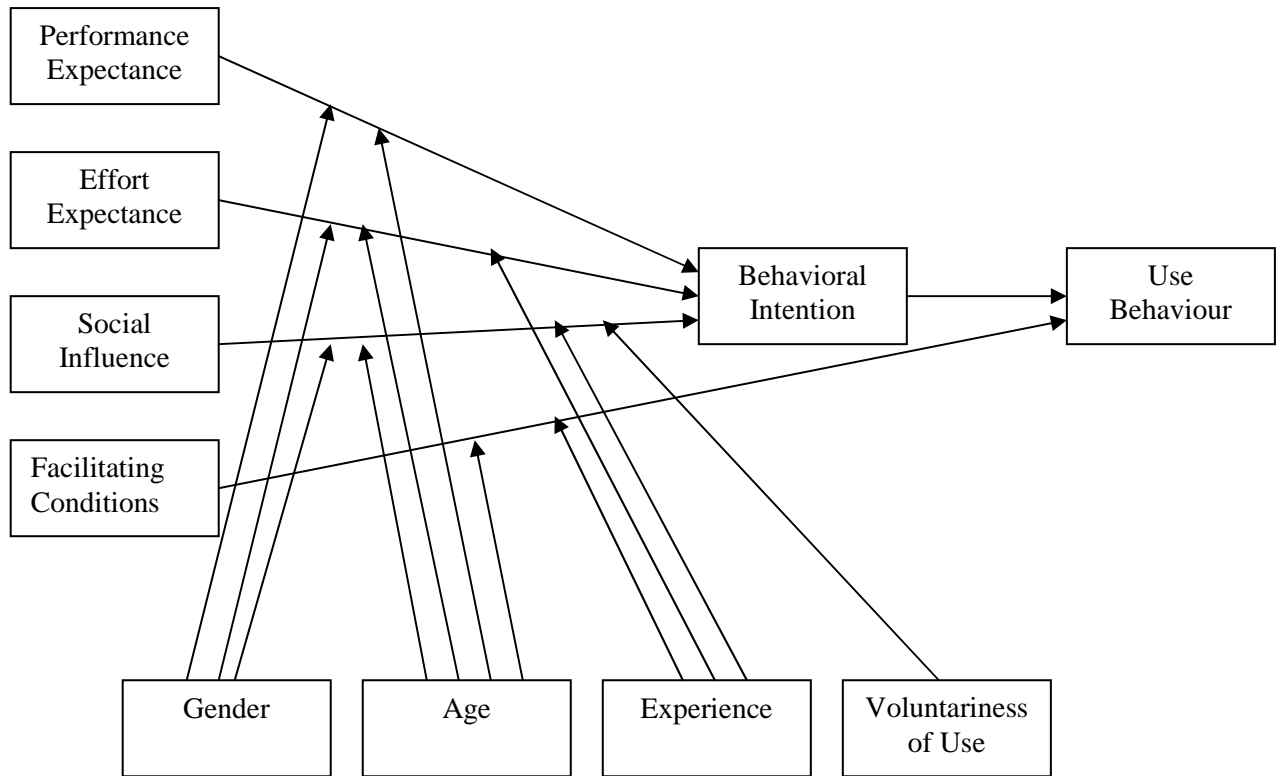 Performance
Expectance
Effort
Expectance
Social
Influence
Facilitating
Conditions
Behavioral
Intention
Use
Behaviour
Gender
Age
Experience
Voluntariness
of Use